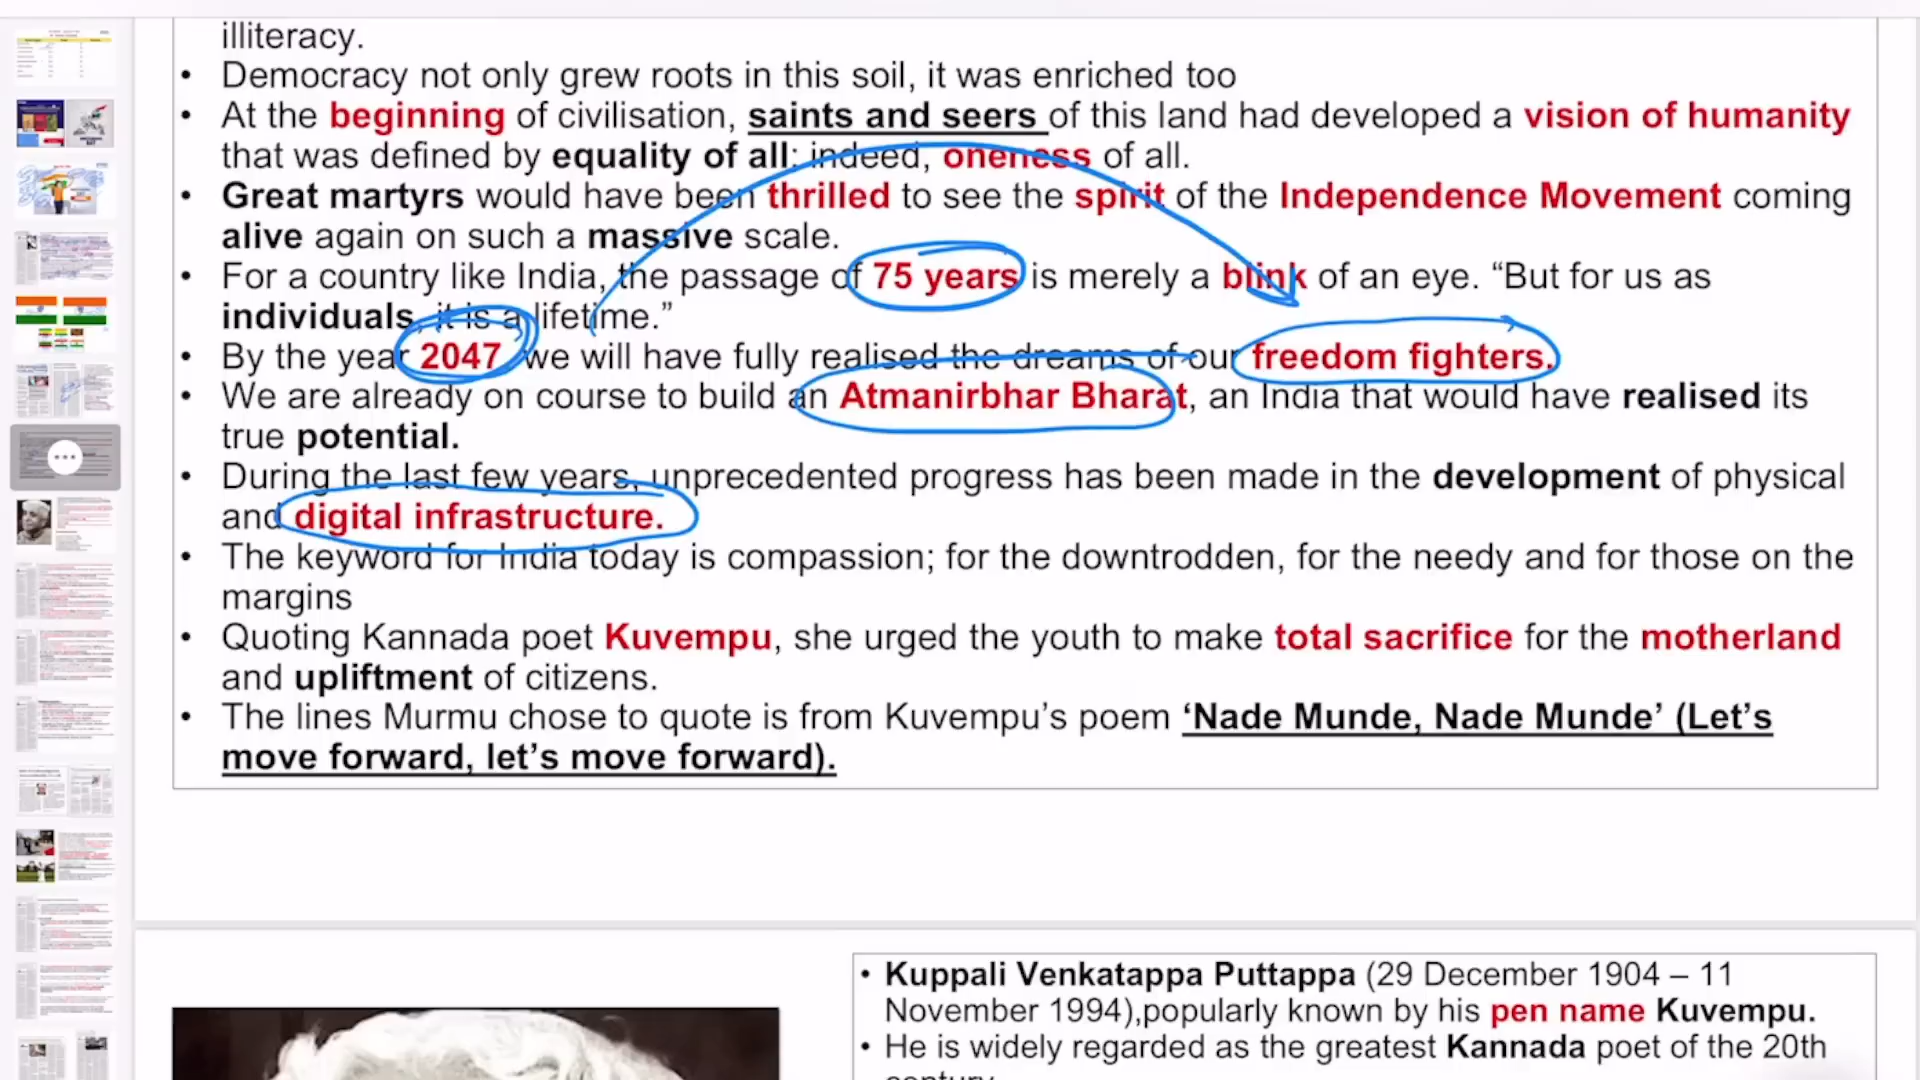 illiteracy.
• Democracy not only grew roots in this soil, it was enriched too
• At the beginning of civilisation, saints and seers of this land had developed a vision of humanity
that was defined by equality of all; indeed, oneness of all.
• Great martyrs would have been thrilled to see the spirit of the Independence Movement coming
alive again on such a massive scale.
• For a country like India, the passage of 75 years is merely a blink of an eye. “But for us as
individuals, it is a lifetime.”
• By the year 2047 we will have fully realised the dreams of our freedom fighters.
• We are already on course to build an Atmanirbhar Bharat, an India that would have realised its
true potential.
• During the last few years, unprecedented progress has been made in the development of physical
and digital infrastructure.
• The keyword for India today is compassion; for the downtrodden, for the needy and for those on the
margins
• Quoting Kannada poet Kuvempu, she urged the youth to make total sacrifice for the motherland
and upliftment of citizens.
• The lines Murmu chose to quote is from Kuvempu’s poem ‘Nade Munde, Nade Munde’ (Let’s
move forward, let’s move forward).
• Kuppali Venkatappa Puttappa (29 December 1904 – 11
November 1994),popularly known by his pen name Kuvempu.
• He is widely regarded as the greatest Kannada poet of the 20th
century